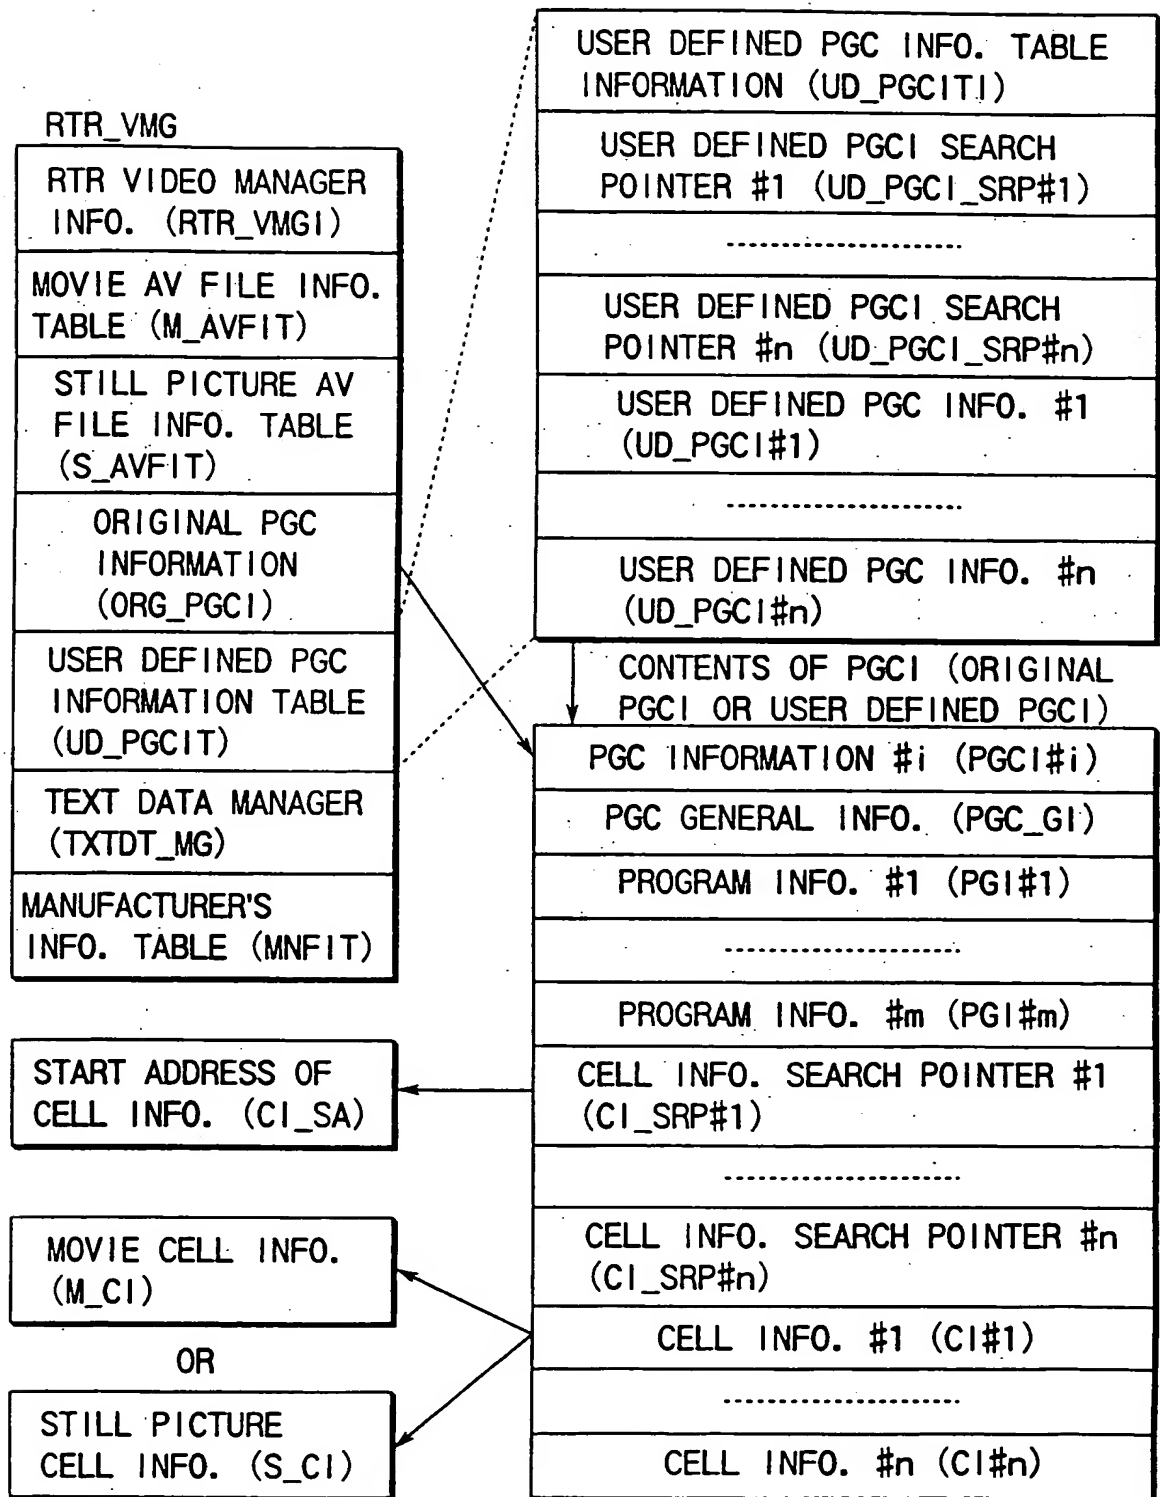 RTR_VMG
RTR VIDEO MANAGER
INFO. (RTR_VMGI)
MOVIE AV FILE INFO.
TABLE (M_AVFIT)
STILL PICTURE AV
FILE INFO. TABLE
(S_AVFIT)
ORIGINAL PGC
INFORMATION
(ORG_PGCI)
USER DEFINED PGC
INFORMATION TABLE
(UD_PGCIT)
TEXT DATA MANAGER
(TXTDT_MG)
MANUFACTURER'S
INFO. TABLE (MNFIT)
START ADDRESS OF
CELL INFO. (CI_SA)
MOVIE CELL INFO.
(M_CI)
OR
STILL PICTURE
CELL INFO. (S_CI)
USER DEFINED PGC INFO. TABLE
INFORMATION (UD_PGCITI)
USER DEFINED PGCI SEARCH
POINTER #1 (UD_PGCI_SRP#1)
USER DEFINED PGCI SEARCH
POINTER #n (UD_PGCI_SRP#n)
USER DEFINED PGC INFO. #1
(UD_PGCI#1)
USER DEFINED PGC INFO. #n
(UD_PGCI#n)
CONTENTS OF PGCI (ORIGINAL
PGCI OR USER DEFINED PGCI)
PGC INFORMATION #i (PGCI#i)
PGC GENERAL INFO. (PGC_GI)
PROGRAM INFO. #1 (PGI#1)
PROGRAM INFO. #m (PGI#m)
CELL INFO. SEARCH POINTER #1
(CI_SRP#1)
CELL INFO. SEARCH POINTER #n
(CI_SRP#n)
CELL INFO. #1 (CI#1)
CELL INFO. #n (CI#n)